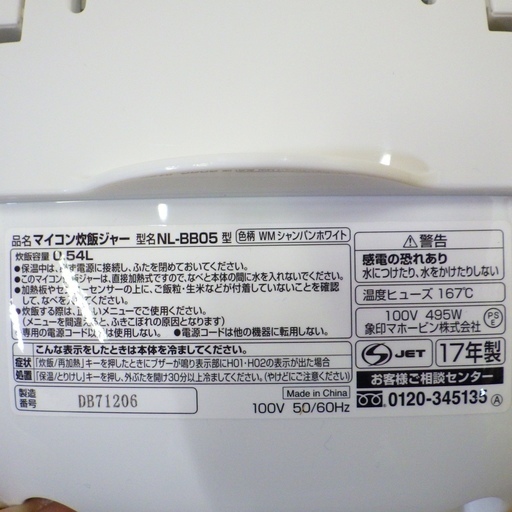 品名 マイコン炊飯ジャー 型名 NL-BB05 型 色柄 WMシャンパンホワイト
炊飯容量 0.54L
●保温中は、必ず電源に接続し、ふたを閉めておいてください。
●このマイコン炊飯ジャーは、直接加熱式ですので、なべと本体の間に水を入れないでください。
●加熱板やセンターセンサーの上に、ご飯粒・生米などが付着していないことを確認してください。
●炊飯する際は、正しいメニューでご使用ください。
(メニューを間違えると、ふきこぼれの原因となります)
●専用の電源コード以外は使用しない。 ●電源コードは他の機器に転用しない。
こんな表示をしたときは本体を冷ましてください。
症状 「炊飯/再加熱」キーを押したときにブザーが鳴り表示部にH01・H02の表示が出た場合
処置 「保温/とりけし」キーを押し、外ぶたを開け30分以上冷ましてください。(やけどにご注意ください)
製造番号 DB71206
Made in China
100V 50/60Hz
⚠警告
感電の恐れあり
水につけたり、水をかけたりしない
温度ヒューズ 167℃
100V 495W
象印マホービン株式会社
PSE
S JET 17年製
お客様ご相談センター
0120-345135 Ⓐ